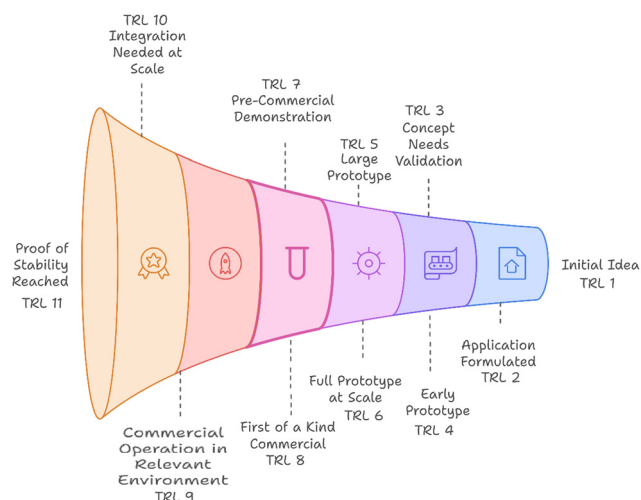 TRL 10
Integration
Needed at
Scale
TRL 7
Pre-Commercial
Demonstration
TRL 5
Large
Prototype
TRL 3
Concept
Needs
Validation
Proof of
Stability
Reached
TRL 11
Initial Idea
TRL 1
Application
Formulated
TRL 2
Early
Prototype
TRL 4
Full Prototype
at Scale
TRL 6
First of a Kind
Commercial
TRL 8
Commercial
Operation in
Relevant
Environment
TRL 9